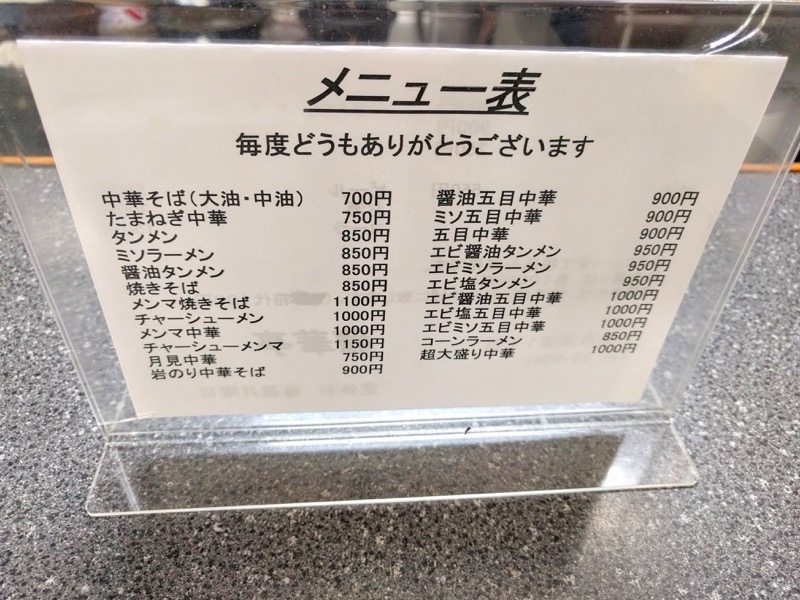 メニュー表
毎度どうもありがとうございます
中華そば(大油・中油) 700円
たまねぎ中華 750円
タンメン 850円
ミソラーメン 850円
醤油タンメン 850円
焼きそば 850円
メンマ焼きそば 1100円
チャーシューメン 1000円
メンマ中華 1000円
チャーシューメンマ 1150円
月見中華 750円
岩のり中華そば 900円
醤油五目中華 900円
ミソ五目中華 900円
五目中華 900円
エビ醤油タンメン 950円
エビミソラーメン 950円
エビ塩タンメン 950円
エビ醤油五目中華 1000円
エビ塩五目中華 1000円
エビミソ五目中華 1000円
コーンラーメン 850円
超大盛り中華 1000円
定休日 毎週月曜日